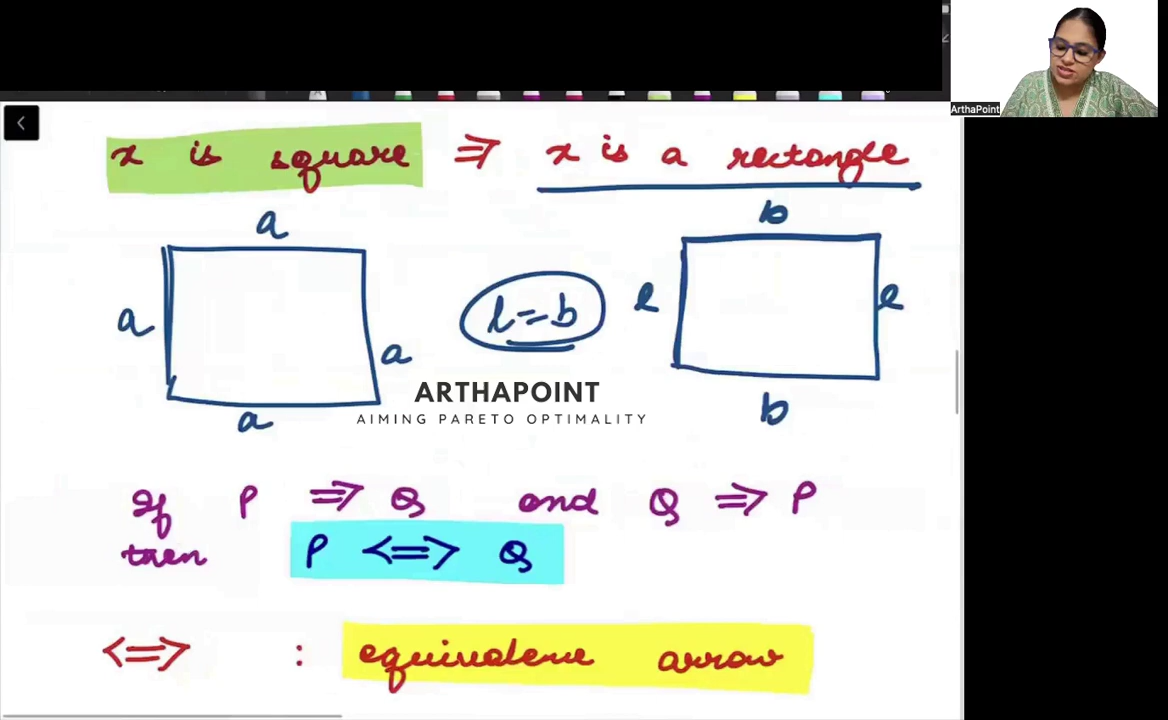 ArthaPoint
x is square ⇒ x is a rectangle
a
b
a
l = b
l
l
a
ARTHAPOINT
AIMING PARETO OPTIMALITY
a
b
If P ⇒ Q and Q ⇒ P
then P <=> Q
<=> : equivalence arrow